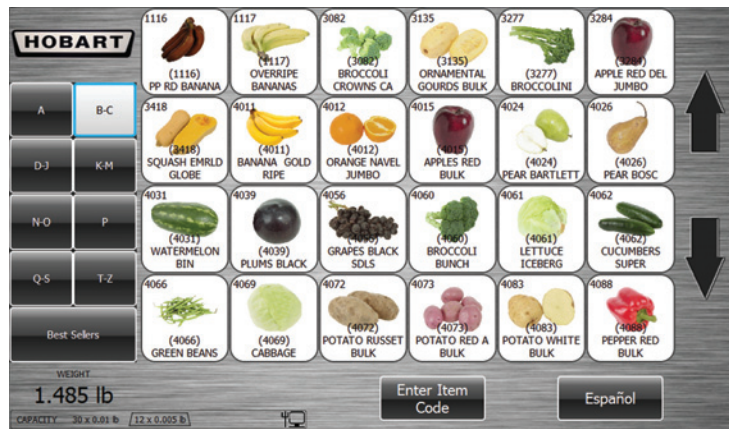 HOBART
A
B-C
D-J
K-M
N-O
P
Q-S
T-Z
Best Sellers
1116
(1116)
PP RD BANANA
1117
(1117)
OVERRIPE
BANANAS
3082
(3082)
BROCCOLI
CROWNS CA
3135
(3135)
ORNAMENTAL
GOURDS BULK
3277
(3277)
BROCCOLINI
3284
(3284)
APPLE RED DEL
JUMBO
3418
(3418)
SQUASH EMRLD
GLOBE
4011
(4011)
BANANA GOLD
RIPE
4012
(4012)
ORANGE NAVEL
JUMBO
4015
(4015)
APPLES RED
BULK
4024
(4024)
PEAR BARTLETT
4026
(4026)
PEAR BOSC
4031
(4031)
WATERMELON
BIN
4039
(4039)
PLUMS BLACK
4056
(4056)
GRAPES BLACK
SDLS
4060
(4060)
BROCCOLI
BUNCH
4061
(4061)
LETTUCE
ICEBERG
4062
(4062)
CUCUMBERS
SUPER
4066
(4066)
GREEN BEANS
4069
(4069)
CABBAGE
4072
(4072)
POTATO RUSSET
BULK
4073
(4073)
POTATO RED A
BULK
4083
(4083)
POTATO WHITE
BULK
4088
(4088)
PEPPER RED
BULK
WEIGHT
1.485 lb
CAPACITY 30 x 0.01 lb 12 x 0.005 lb
Enter Item
Code
Español